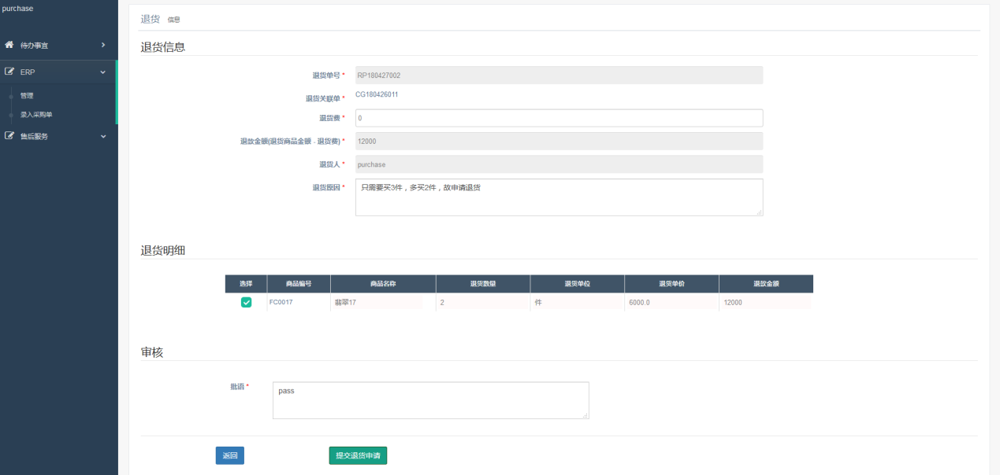 purchase
待办事宜
ERP
管理
录入采购单
售后服务
退货 信息
退货信息
退货单号 * RP180427002
退货关联单 * CG180426011
退货费 * 0
退款金额(退货商品金额 - 退货费) * 12000
退货人 * purchase
退货原因 * 只需要买3件，多买2件，故申请退货
退货明细
选择 商品编号 商品名称 退货数量 退货单位 退货单价 退款金额
FC0017 翡翠17 2 件 6000.0 12000
审核
批语 * pass
返回 提交退货申请